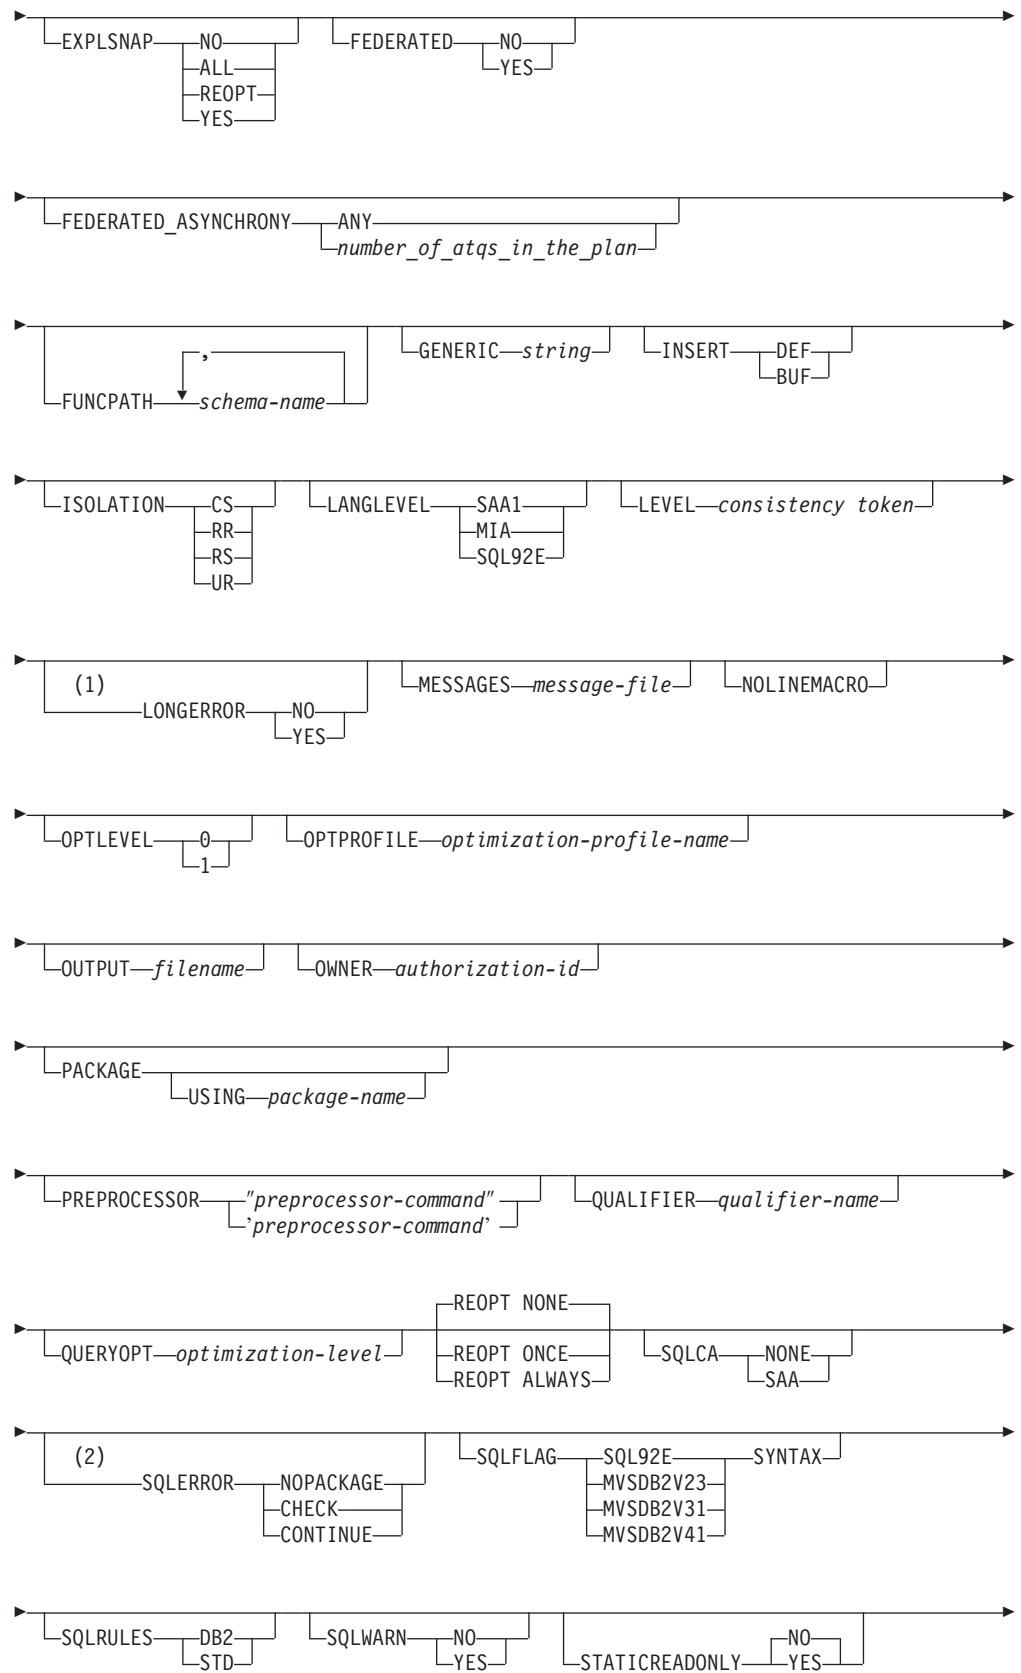 EXPLSNAP NO FEDERATED NO
ALL YES
REOPT
YES
FEDERATED_ASYNCHRONY ANY
number_of_atqs_in_the_plan
,
FUNCPATH schema-name GENERIC string INSERT DEF
BUF
ISOLATION CS LANGLEVEL SAA1 LEVEL consistency token
RR MIA
RS SQL92E
UR
(1)
LONGERROR NO MESSAGES message-file NOLINEMACRO
YES
OPTLEVEL 0 OPTPROFILE optimization-profile-name
1
OUTPUT filename OWNER authorization-id
PACKAGE
USING package-name
PREPROCESSOR "preprocessor-command" QUALIFIER qualifier-name
'preprocessor-command'
REOPT NONE
QUERYOPT optimization-level REOPT ONCE SQLCA NONE
REOPT ALWAYS SAA
(2)
SQLERROR NOPACKAGE SQLFLAG SQL92E SYNTAX
CHECK MVSDB2V23
CONTINUE MVSDB2V31
MVSDB2V41
SQLRULES DB2 SQLWARN NO NO
STD YES STATICREADONLY YES